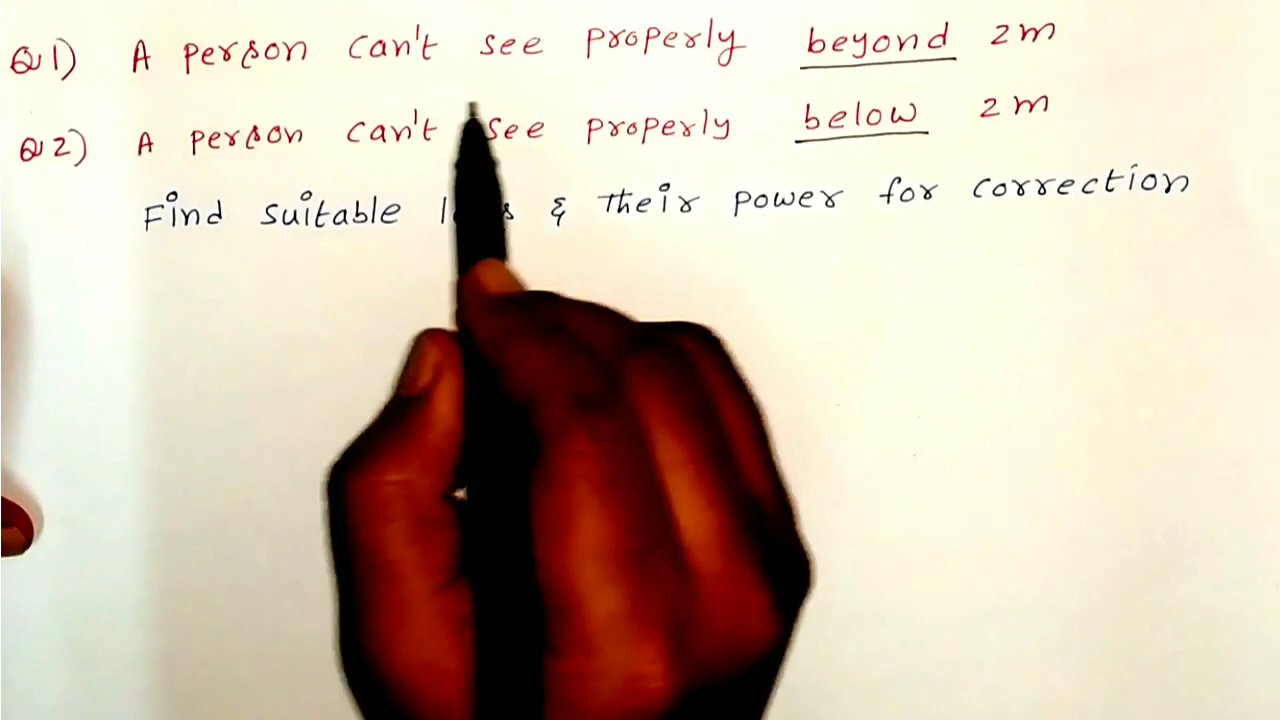 Q1) A person can't see properly beyond 2m
Q2) A person can't see properly below 2m
Find suitable & their power for correction